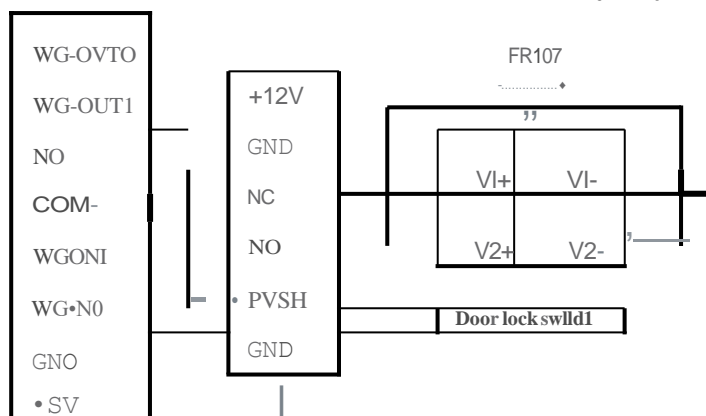 WG-OVTO
WG-OUT1
NO
COM-
WGONI
WG•N0
GNO
• SV
+12V
GND
NC
NO
• PVSH
GND
FR107
VI+ VI-
V2+ V2-
Door lock swlld1